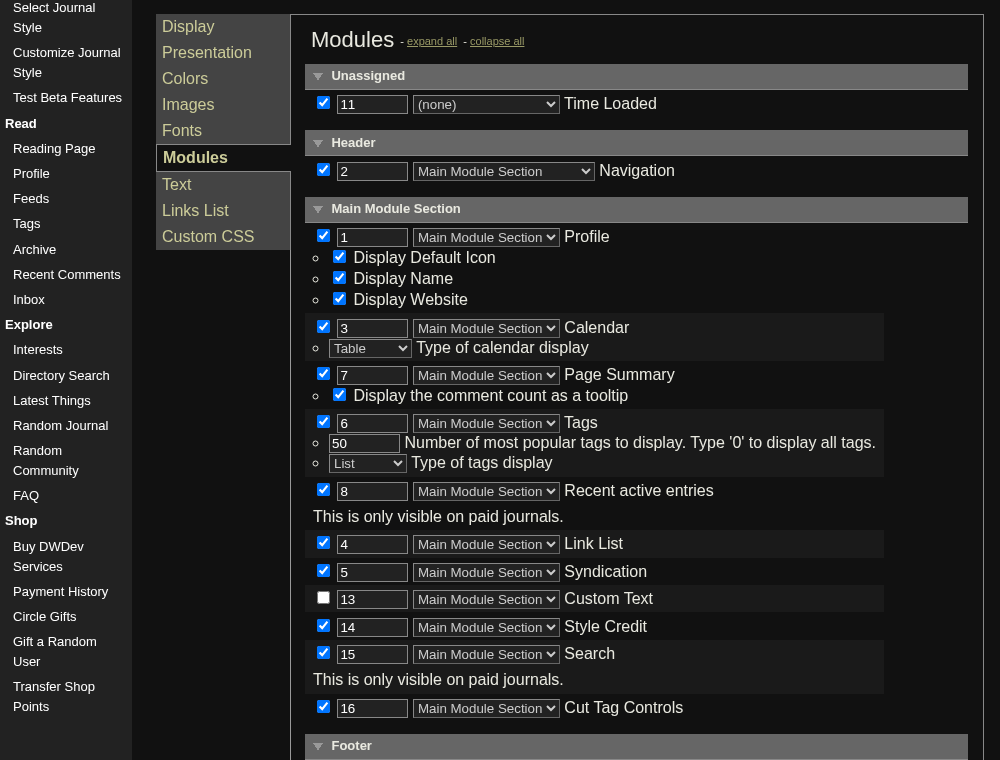 Select Journal
Style
Customize Journal
Style
Test Beta Features
Read
Reading Page
Profile
Feeds
Tags
Archive
Recent Comments
Inbox
Explore
Interests
Directory Search
Latest Things
Random Journal
Random
Community
FAQ
Shop
Buy DWDev
Services
Payment History
Circle Gifts
Gift a Random
User
Transfer Shop
Points
Display
Presentation
Colors
Images
Fonts
Modules
Text
Links List
Custom CSS
Modules - expand all - collapse all
Unassigned
11 (none) Time Loaded
Header
2 Main Module Section Navigation
Main Module Section
1 Main Module Section Profile
Display Default Icon
Display Name
Display Website
3 Main Module Section Calendar
Table Type of calendar display
7 Main Module Section Page Summary
Display the comment count as a tooltip
6 Main Module Section Tags
50 Number of most popular tags to display. Type '0' to display all tags.
List Type of tags display
8 Main Module Section Recent active entries
This is only visible on paid journals.
4 Main Module Section Link List
5 Main Module Section Syndication
13 Main Module Section Custom Text
14 Main Module Section Style Credit
15 Main Module Section Search
This is only visible on paid journals.
16 Main Module Section Cut Tag Controls
Footer